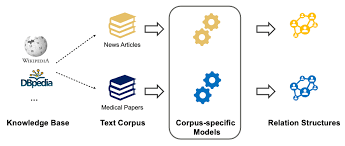 News Articles
WIKIPEDIA
DBpedia
...
Medical Papers
Knowledge Base
Text Corpus
Corpus-specific
Models
Relation Structures